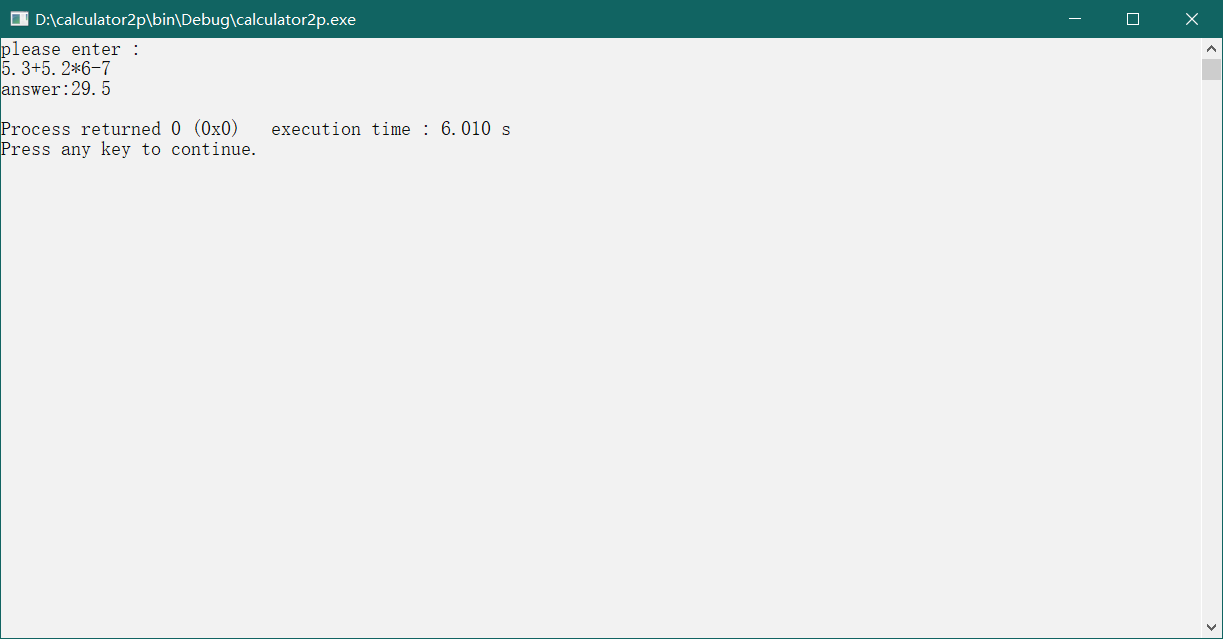 D:\calculator2p\bin\Debug\calculator2p.exe
please enter :
5.3+5.2*6-7
answer:29.5
Process returned 0 (0x0)   execution time : 6.010 s
Press any key to continue.